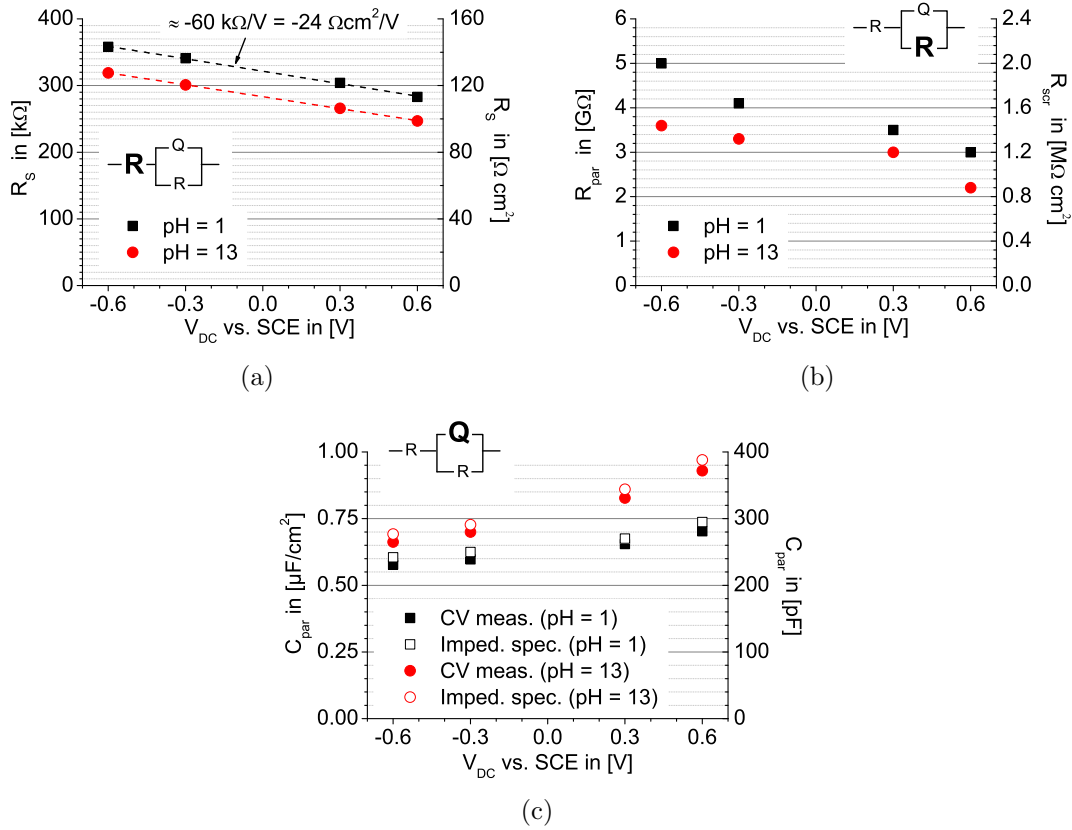 ≈ -60 kΩ/V = -24 Ωcm²/V
400
300
200
100
0
160
120
80
40
0
R_S in [kΩ]
R_S in [Ω cm²]
R
Q
R
pH = 1
pH = 13
-0.6 -0.3 0.0 0.3 0.6
V_DC vs. SCE in [V]
(a)
6
5
4
3
2
1
0
2.4
2.0
1.6
1.2
0.8
0.4
0.0
R_par in [GΩ]
R_scr in [MΩ cm²]
R
Q
R
pH = 1
pH = 13
-0.6 -0.3 0.0 0.3 0.6
V_DC vs. SCE in [V]
(b)
R
Q
R
1.00
0.75
0.50
0.25
0.00
400
300
200
100
0
C_par in [µF/cm²]
C_par in [pF]
CV meas. (pH = 1)
Imped. spec. (pH = 1)
CV meas. (pH = 13)
Imped. spec. (pH = 13)
-0.6 -0.3 0.0 0.3 0.6
V_DC vs. SCE in [V]
(c)